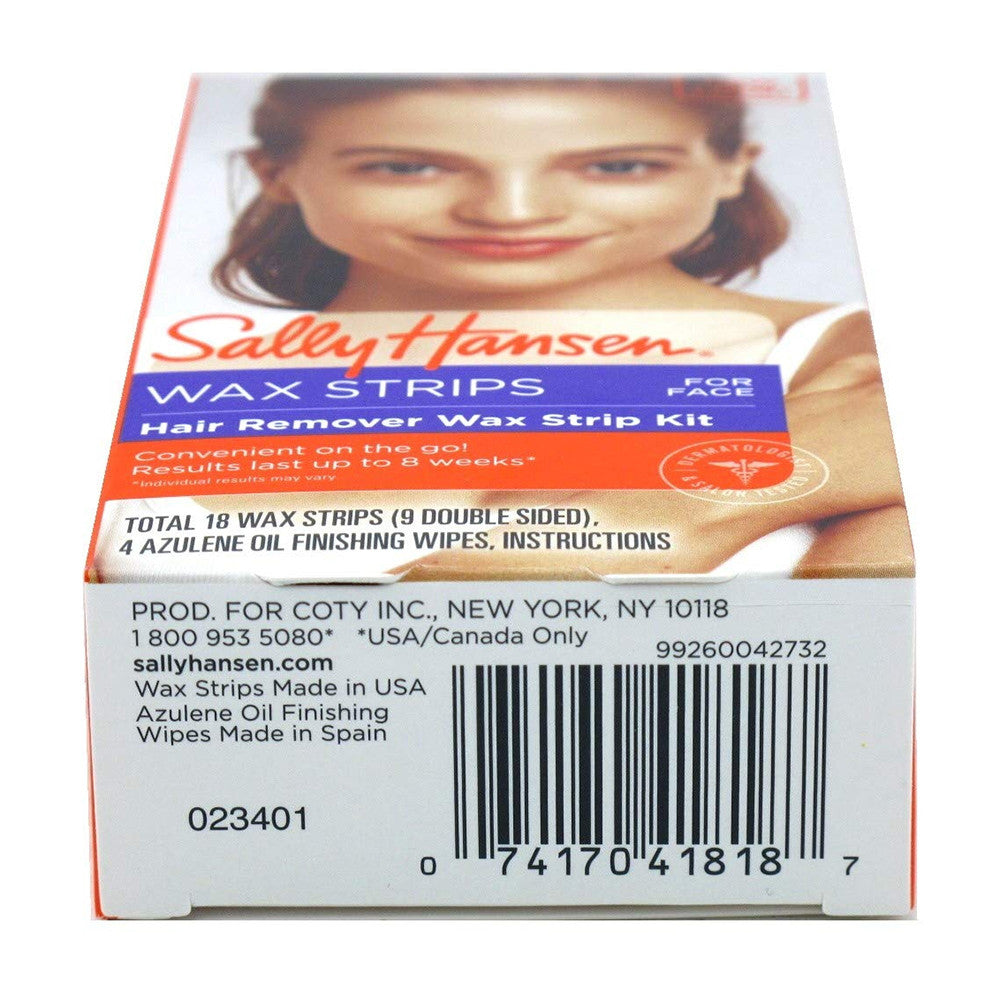 Sally Hansen®
WAX STRIPS
FOR
FACE
Hair Remover Wax Strip Kit
Convenient on the go!
Results last up to 8 weeks*
*Individual results may vary
DERMATOLOGIST
& SALON TESTED
TOTAL 18 WAX STRIPS (9 DOUBLE SIDED),
4 AZULENE OIL FINISHING WIPES, INSTRUCTIONS
PROD. FOR COTY INC., NEW YORK, NY 10118
1 800 953 5080* *USA/Canada Only
sallyhansen.com
99260042732
Wax Strips Made in USA
Azulene Oil Finishing
Wipes Made in Spain
023401
0 74170 41818 7